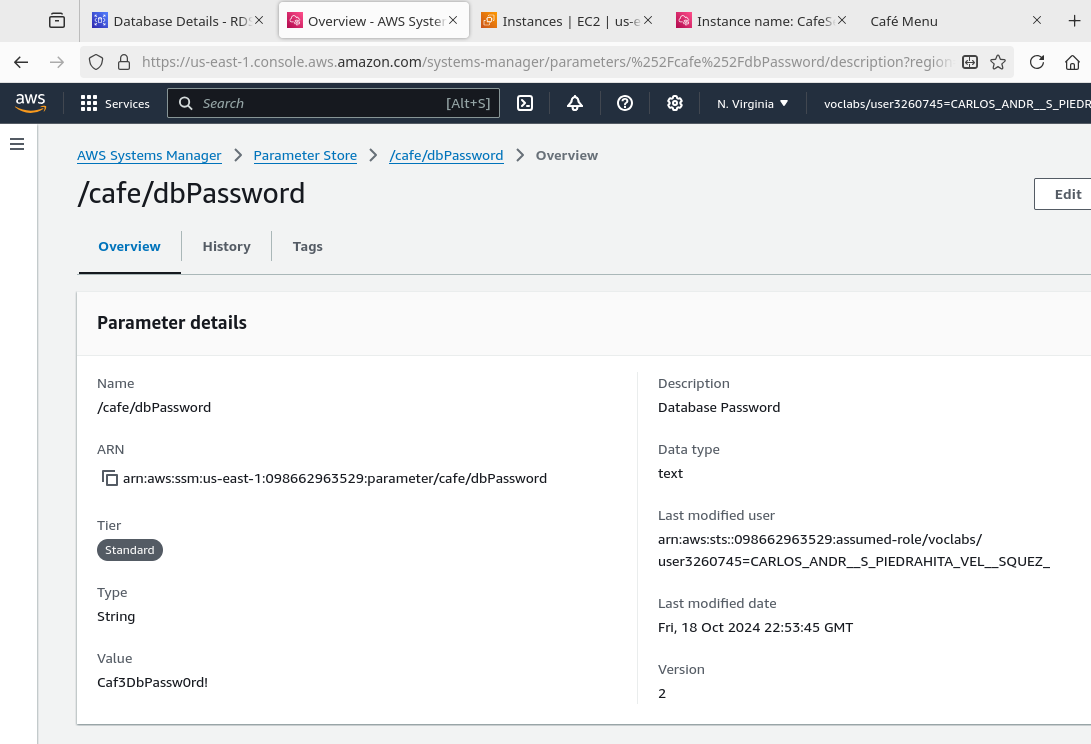 Database Details - RDS
Overview - AWS Syster
Instances | EC2 | us-e
Instance name: CafeS
Café Menu
https://us-east-1.console.aws.amazon.com/systems-manager/parameters/%252Fcafe%252FdbPassword/description?region
aws
Services
Search
[Alt+S]
N. Virginia
voclabs/user3260745=CARLOS_ANDR__S_PIEDR
AWS Systems Manager
Parameter Store
/cafe/dbPassword
Overview
/cafe/dbPassword
Edit
Overview
History
Tags
Parameter details
Name
/cafe/dbPassword
ARN
arn:aws:ssm:us-east-1:098662963529:parameter/cafe/dbPassword
Tier
Standard
Type
String
Value
Caf3DbPassw0rd!
Description
Database Password
Data type
text
Last modified user
arn:aws:sts::098662963529:assumed-role/voclabs/
user3260745=CARLOS_ANDR__S_PIEDRAHITA_VEL__SQUEZ_
Last modified date
Fri, 18 Oct 2024 22:53:45 GMT
Version
2